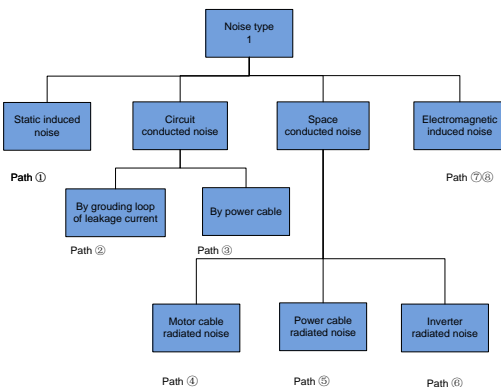 Noise type
1
Static induced
noise
Circuit
conducted noise
Space
conducted noise
Electromagnetic
induced noise
Path ①
Path ⑦⑧
By grouding loop
of leakage current
By power cable
Path ②
Path ③
Motor cable
radiated noise
Power cable
radiated noise
Inverter
radiated noise
Path ④
Path ⑤
Path ⑥